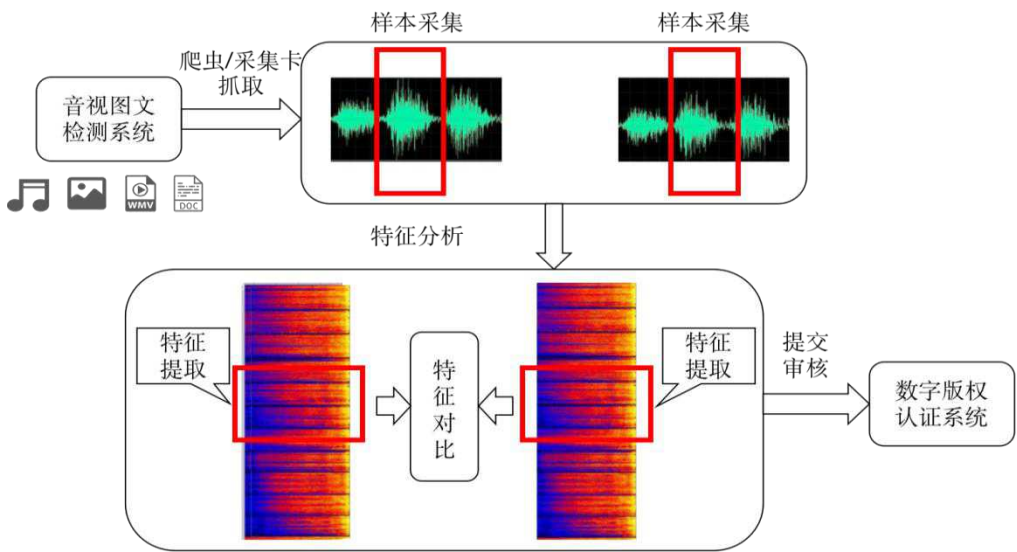 样本采集
样本采集
爬虫/采集卡
抓取
音视图文
检测系统
WMV
DOC
特征分析
特征
提取
特
征
对
比
特征
提取
提交
审核
数字版权
认证系统